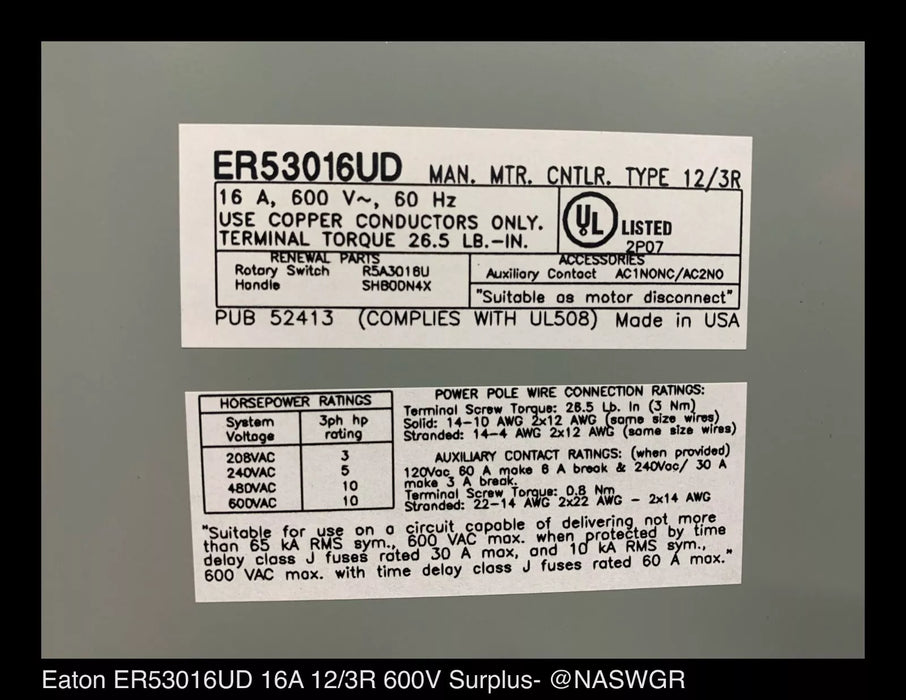 ER53016UD MAN. MTR. CNTLR. TYPE 12/3R
16 A, 600 V~, 60 Hz
USE COPPER CONDUCTORS ONLY.
TERMINAL TORQUE 26.5 LB.-IN.
UL LISTED
2P07
RENEWAL PARTS
Rotary Switch R5A3016U
Handle SHB00N4X
ACCESSORIES
Auxiliary Contact AC1NONC/AC2NO
"Suitable as motor disconnect"
PUB 52413 (COMPLIES WITH UL508) Made in USA
HORSEPOWER RATINGS
System Voltage 3ph hp rating
208VAC 3
240VAC 5
480VAC 10
600VAC 10
POWER POLE WIRE CONNECTION RATINGS:
Terminal Screw Torque: 26.5 Lb. In (3 Nm)
Solid: 14-10 AWG 2x12 AWG (same size wires)
Stranded: 14-4 AWG 2x12 AWG (same size wires)
AUXILIARY CONTACT RATINGS: (when provided)
120Vac 60 A make 6 A break & 240Vac/ 30 A
make 3 A break.
Terminal Screw Torque: 0.8 Nm
Stranded: 22-14 AWG 2x22 AWG - 2x14 AWG
"Suitable for use on a circuit capable of delivering not more
than 65 kA RMS sym., 600 VAC max. when protected by time
delay class J fuses rated 30 A max, and 10 kA RMS sym.,
600 VAC max. with time delay class J fuses rated 60 A max."
Eaton ER53016UD 16A 12/3R 600V Surplus- @NASWGR